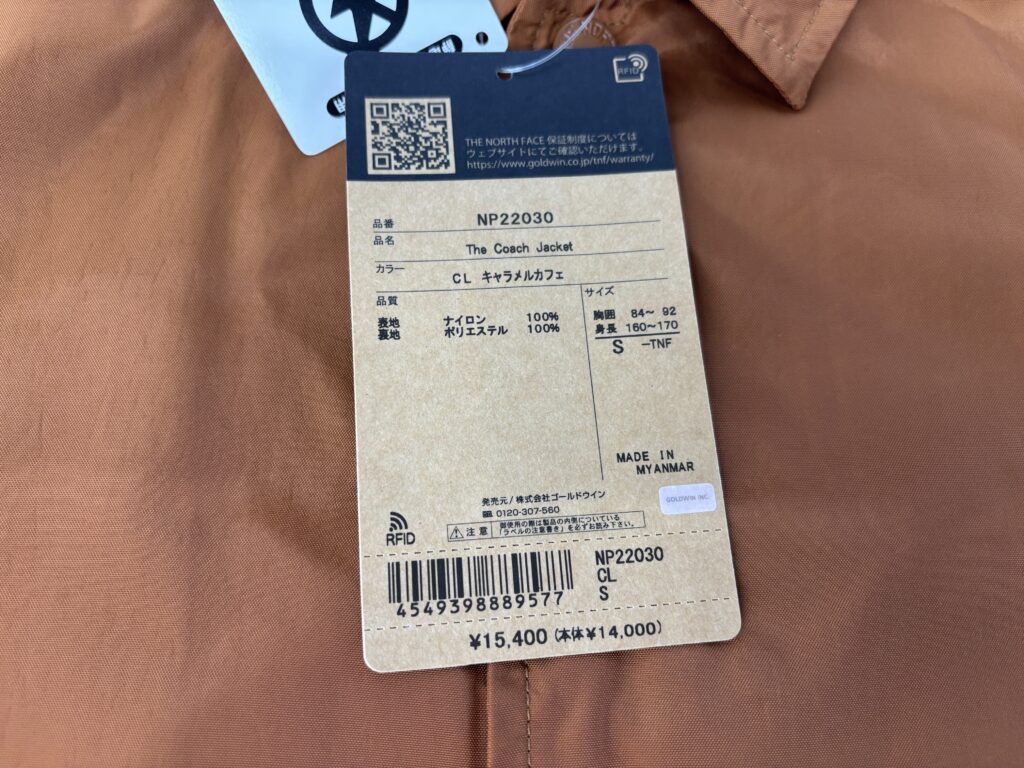 RFID
THE NORTH FACE 保証制度については
ウェブサイトにてご確認いただけます。
https://www.goldwin.co.jp/tnf/warranty/
品番 NP22030
品名 The Coach Jacket
カラー CL キャラメルカフェ
品質
表地 ナイロン 100%
裏地 ポリエステル 100%
サイズ
胸囲 84～ 92
身長 160～170
S -TNF
MADE IN
MYANMAR
発売元/株式会社ゴールドウイン
0120-307-560
GOLDWIN INC.
RFID
注意 御使用の際は製品の内側についている
「ラベルの注意書き」を必ずお読み下さい。
4549398889577
NP22030
CL
S
¥15,400 (本体¥14,000)